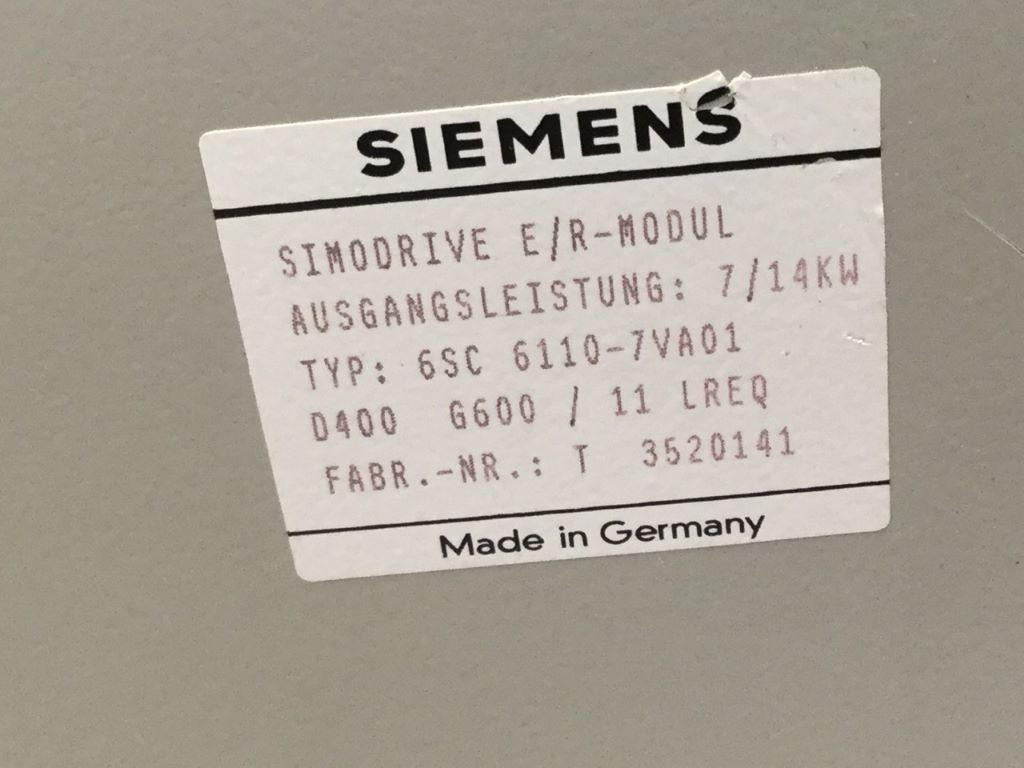 SIEMENS
SIMODRIVE E/R-MODUL
AUSGANGSLEISTUNG: 7/14KW
TYP: 6SC 6110-7VA01
D400 G600 / 11 LREQ
FABR.-NR.: T 3520141
Made in Germany